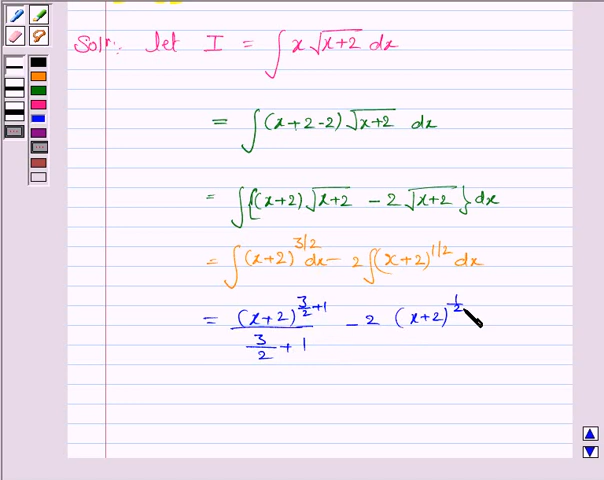 Soln: let I = ∫ x √(x+2) dx
= ∫ (x+2-2) √(x+2) dx
= ∫ {(x+2) √(x+2) - 2 √(x+2)} dx
= ∫ (x+2)^{3/2} dx - 2 ∫ (x+2)^{1/2} dx
= (x+2)^{3/2 + 1} / (3/2 + 1) - 2 (x+2)^{1/2}